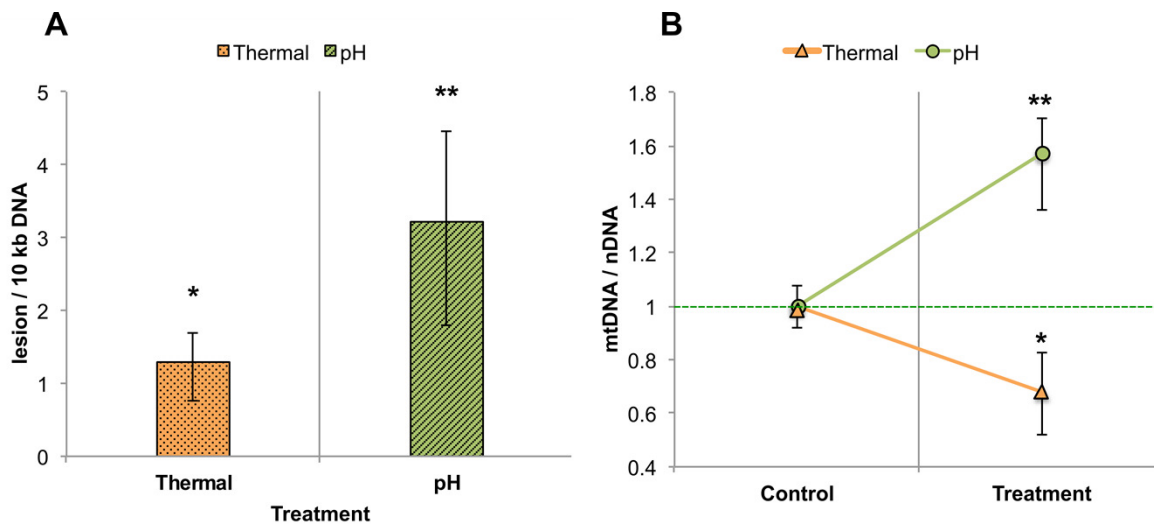 A
Thermal pH
5
4
3
2
1
0
lesion / 10 kb DNA
*
**
Thermal pH
Treatment
B
Thermal pH
1.8
1.6
1.4
1.2
1
0.8
0.6
0.4
mtDNA / nDNA
**
*
Control Treatment